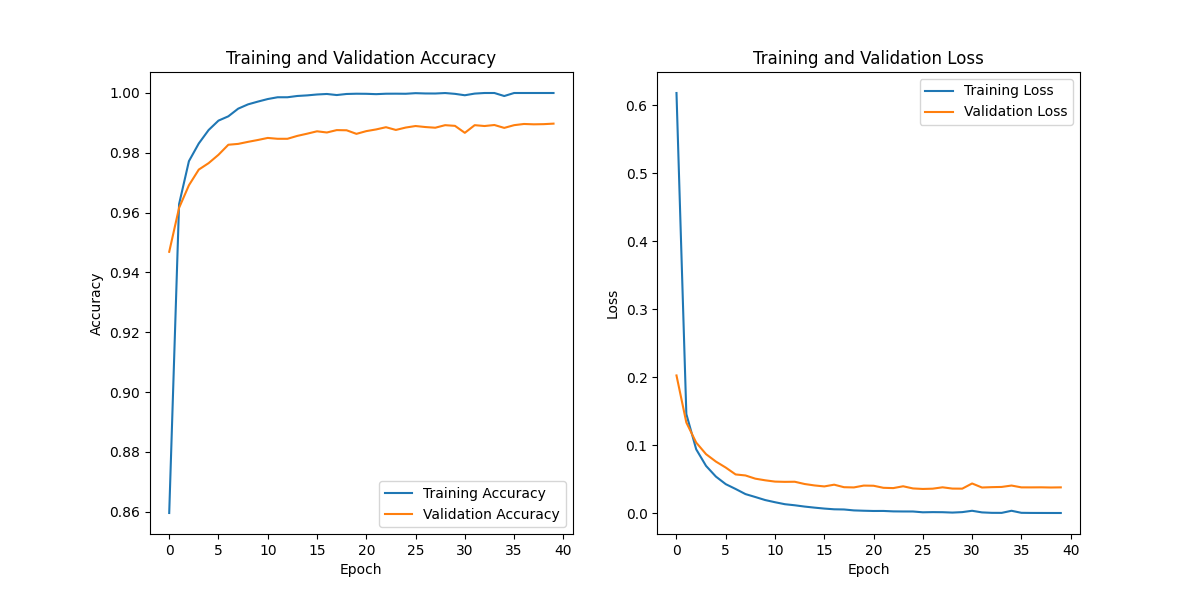 Training and Validation Accuracy
1.00
0.98
0.96
0.94
0.92
0.90
0.88
0.86
Accuracy
0 5 10 15 20 25 30 35 40
Epoch
Training Accuracy
Validation Accuracy
Training and Validation Loss
0.6
0.5
0.4
0.3
0.2
0.1
0.0
Loss
0 5 10 15 20 25 30 35 40
Epoch
Training Loss
Validation Loss